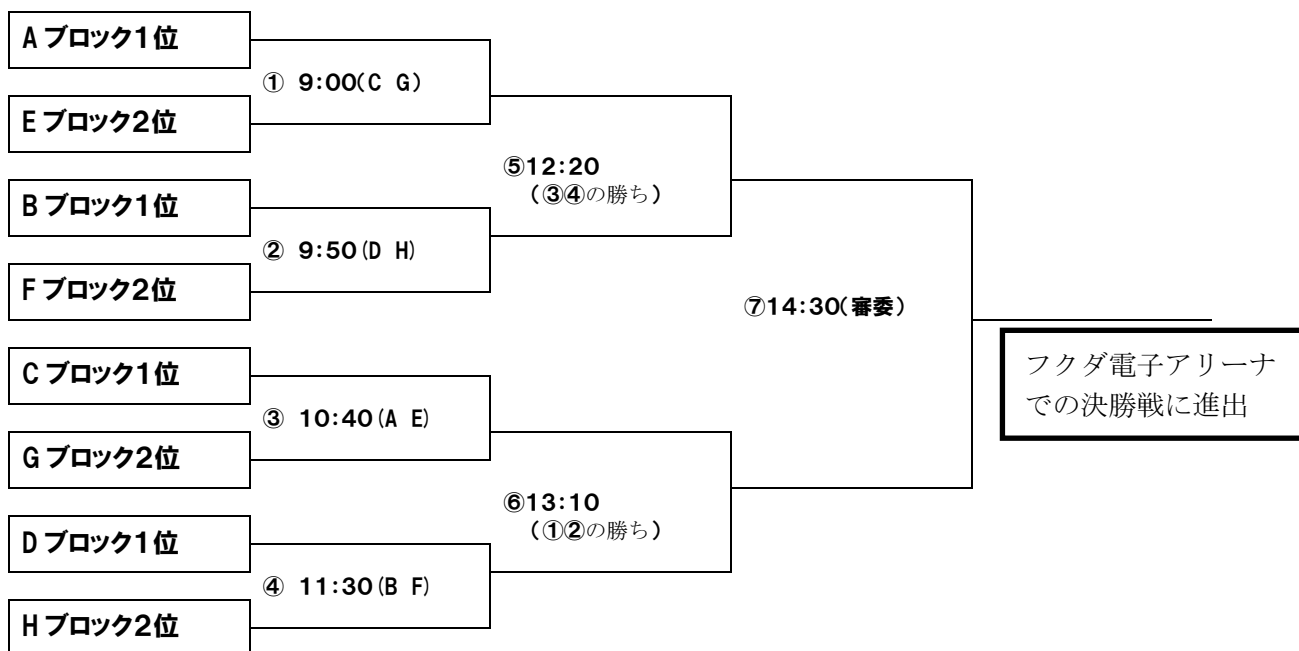 Aブロック1位
① 9:00(C G)
Eブロック2位
⑤12:20
(③④の勝ち)
Bブロック1位
② 9:50(D H)
Fブロック2位
⑦14:30(審委)
フクダ電子アリーナ
での決勝戦に進出
Cブロック1位
③ 10:40(A E)
Gブロック2位
⑥13:10
(①②の勝ち)
Dブロック1位
④ 11:30(B F)
Hブロック2位